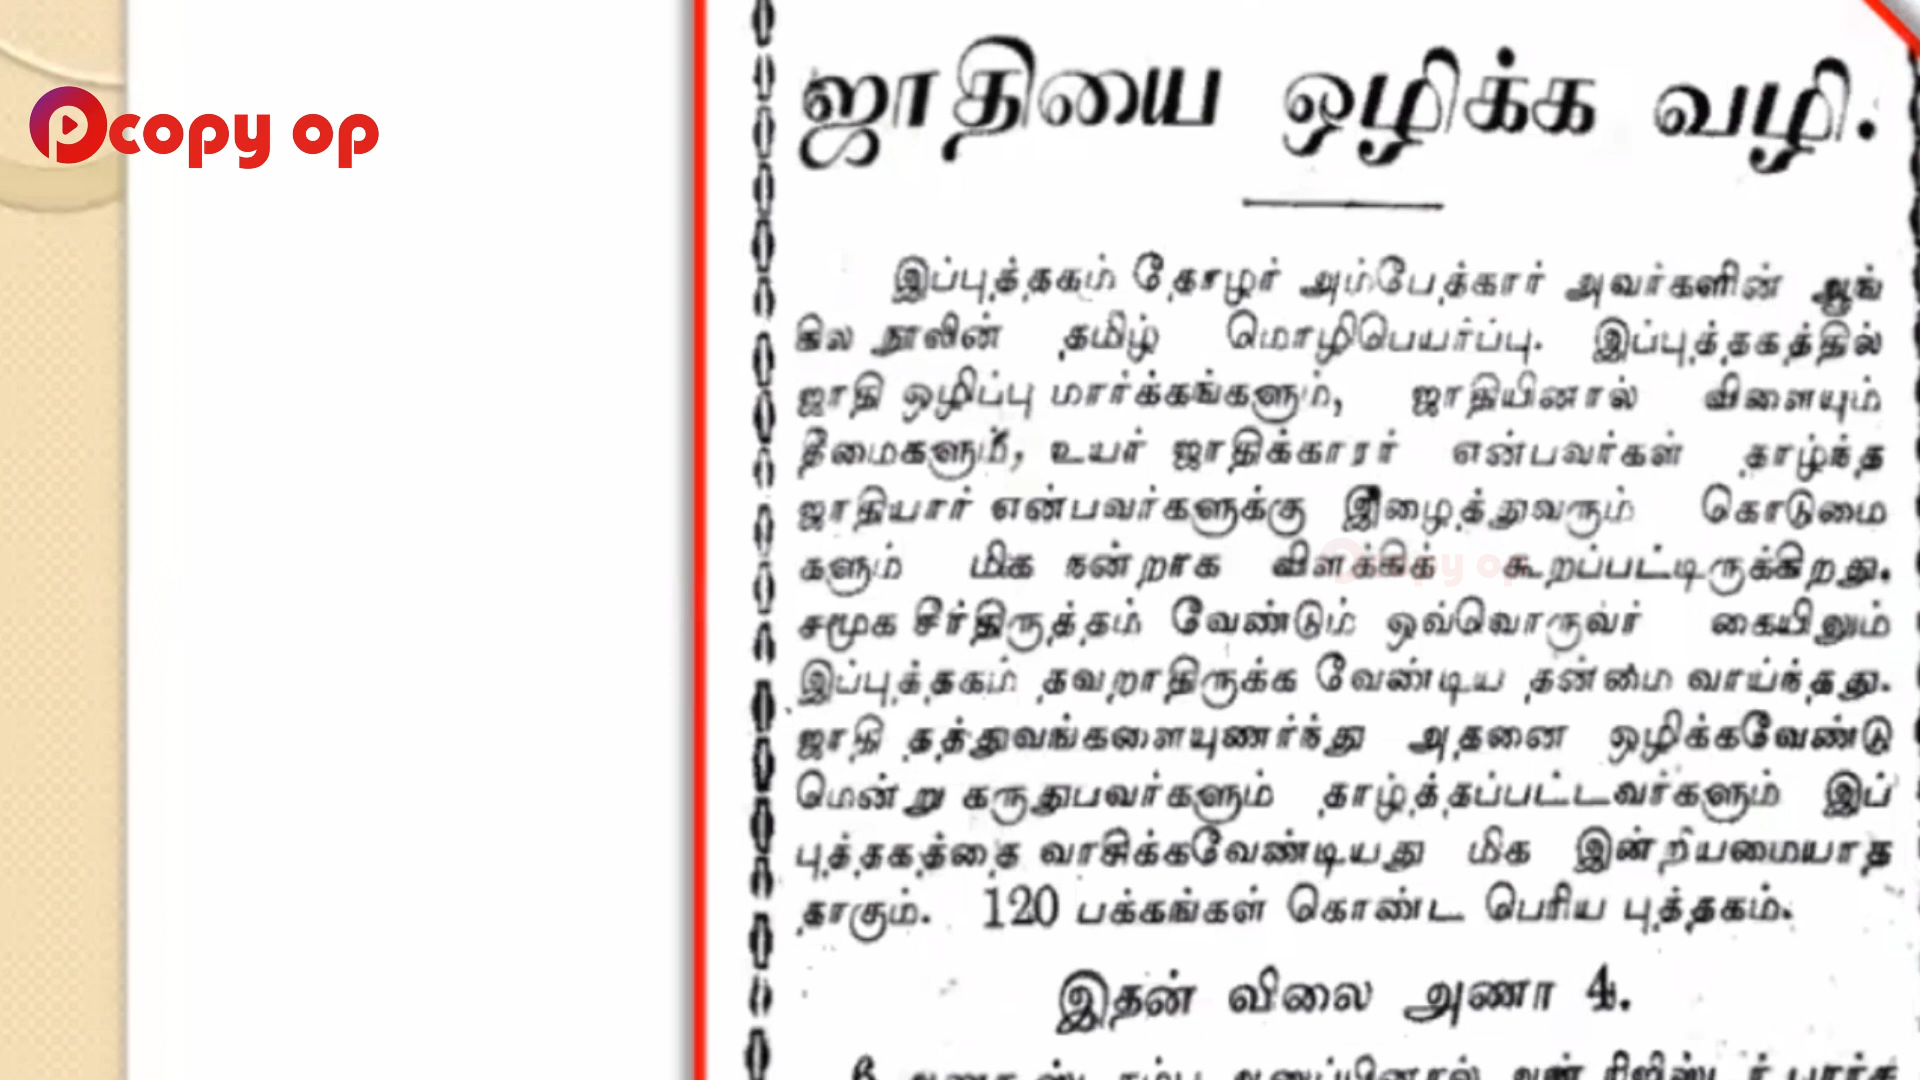 copy op
ஜாதியை ஒழிக்க வழி.
இப்புத்தகம் தோழர் அம்பேத்கார் அவர்களின் ஆங்
கில நூலின் தமிழ் மொழிபெயர்ப்பு. இப்புத்தகத்தில்
ஜாதி ஒழிப்பு மார்க்கங்களும், ஜாதியினால் விளையும்
தீமைகளும், உயர் ஜாதிக்காரர் என்பவர்கள் தாழ்ந்த
ஜாதியார் என்பவர்களுக்கு இழைத்துவரும் கொடுமை
களும் மிக நன்றாக விளக்கிக் கூறப்பட்டிருக்கிறது.
சமூக சீர்திருத்தம் வேண்டும் ஒவ்வொருவர் கையிலும்
இப்புத்தகம் தவறாதிருக்க வேண்டிய தன்மை வாய்ந்தது.
ஜாதி தத்துவங்களையுணர்ந்து அதனை ஒழிக்கவேண்டு
மென்று கருதுபவர்களும் தாழ்த்தப்பட்டவர்களும் இப்
புத்தகத்தை வாசிக்கவேண்டியது மிக இன்றியமையாத
தாகும். 120 பக்கங்கள் கொண்ட பெரிய புத்தகம்.
இதன் விலை அணா 4.